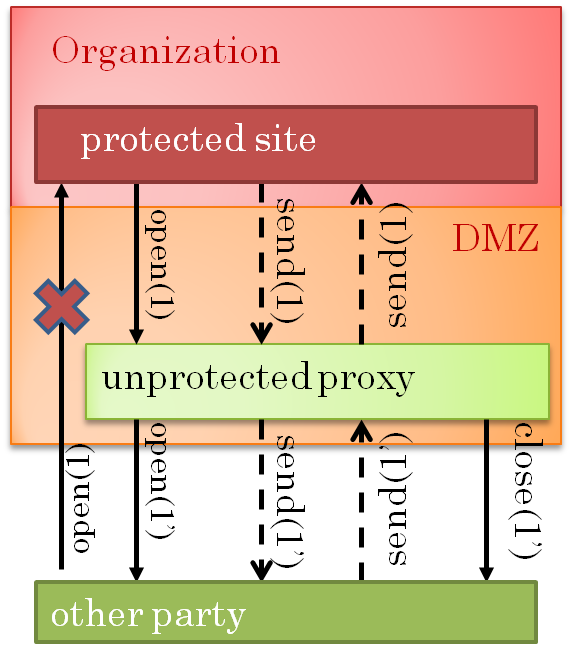 Organization
protected site
DMZ
open(1)
send(1)
send(1)
unprotected proxy
open(1)
open(1')
send(1')
send(1')
close(1')
other party